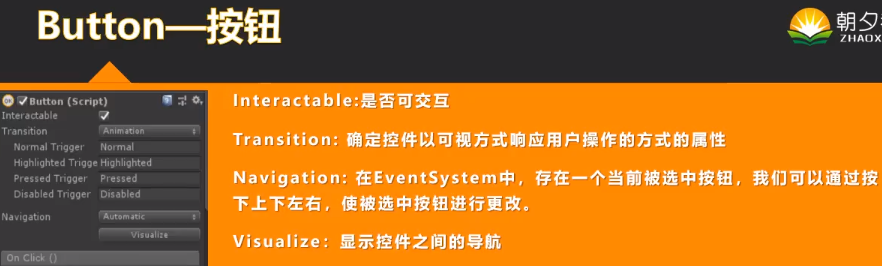 Button—按钮
朝夕
ZHAOX
Button (Script)
Interactable
Transition
Animation
Normal Trigger
Normal
Highlighted Trigge
Highlighted
Pressed Trigger
Pressed
Disabled Trigger
Disabled
Navigation
Automatic
Visualize
On Click ()
Interactable:是否可交互
Transition: 确定控件以可视方式响应用户操作的方式的属性
Navigation: 在EventSystem中，存在一个当前被选中按钮，我们可以通过按
下上下左右，使被选中按钮进行更改。
Visualize: 显示控件之间的导航